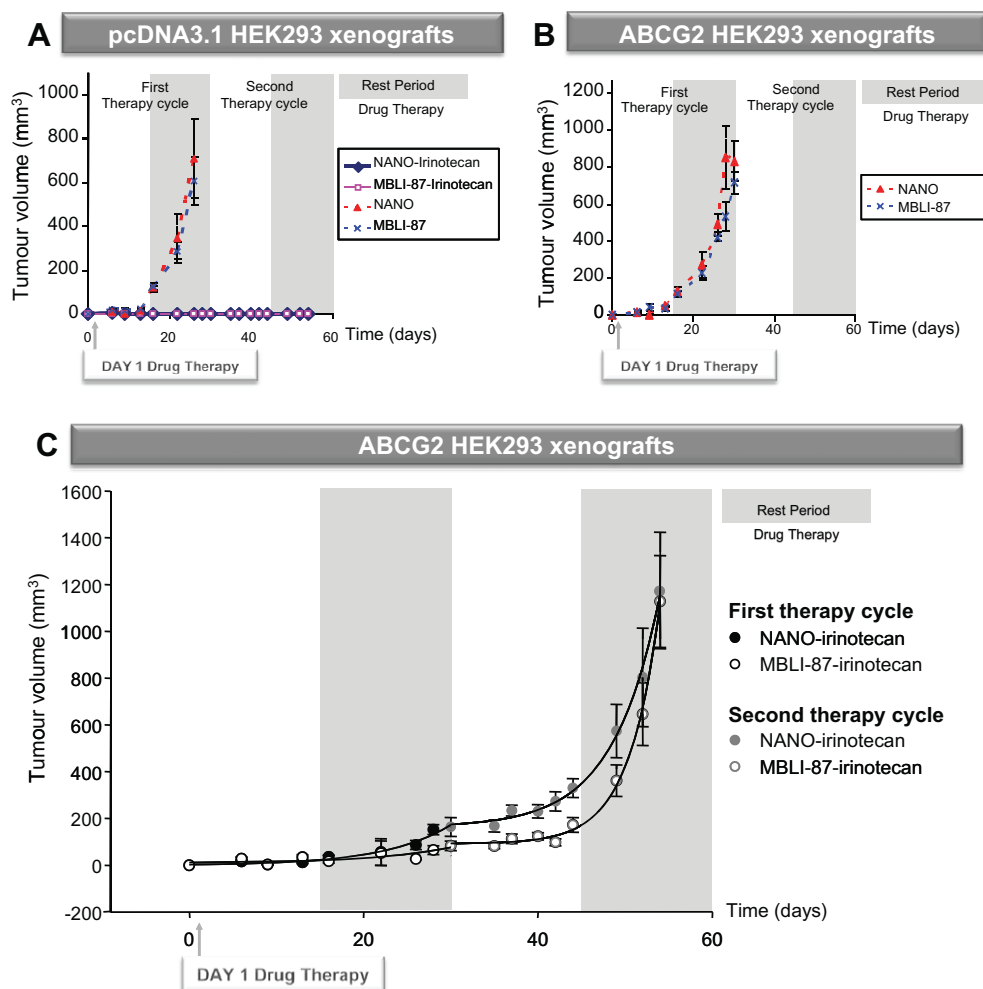 A
pcDNA3.1 HEK293 xenografts
Tumour volume (mm³)
1000
800
600
400
200
0
First
Therapy cycle
Second
Therapy cycle
Rest Period
Drug Therapy
NANO-Irinotecan
MBLI-87-Irinotecan
NANO
MBLI-87
0
20
40
60
Time (days)
DAY 1 Drug Therapy
B
ABCG2 HEK293 xenografts
Tumour volume (mm³)
1200
1000
800
600
400
200
0
First
Therapy cycle
Second
Therapy cycle
Rest Period
Drug Therapy
NANO
MBLI-87
0
20
40
60
Time (days)
DAY 1 Drug Therapy
C
ABCG2 HEK293 xenografts
Tumour volume (mm³)
1600
1400
1200
1000
800
600
400
200
0
-200
Rest Period
Drug Therapy
First therapy cycle
NANO-irinotecan
MBLI-87-irinotecan
Second therapy cycle
NANO-irinotecan
MBLI-87-irinotecan
0
20
40
60
Time (days)
DAY 1 Drug Therapy